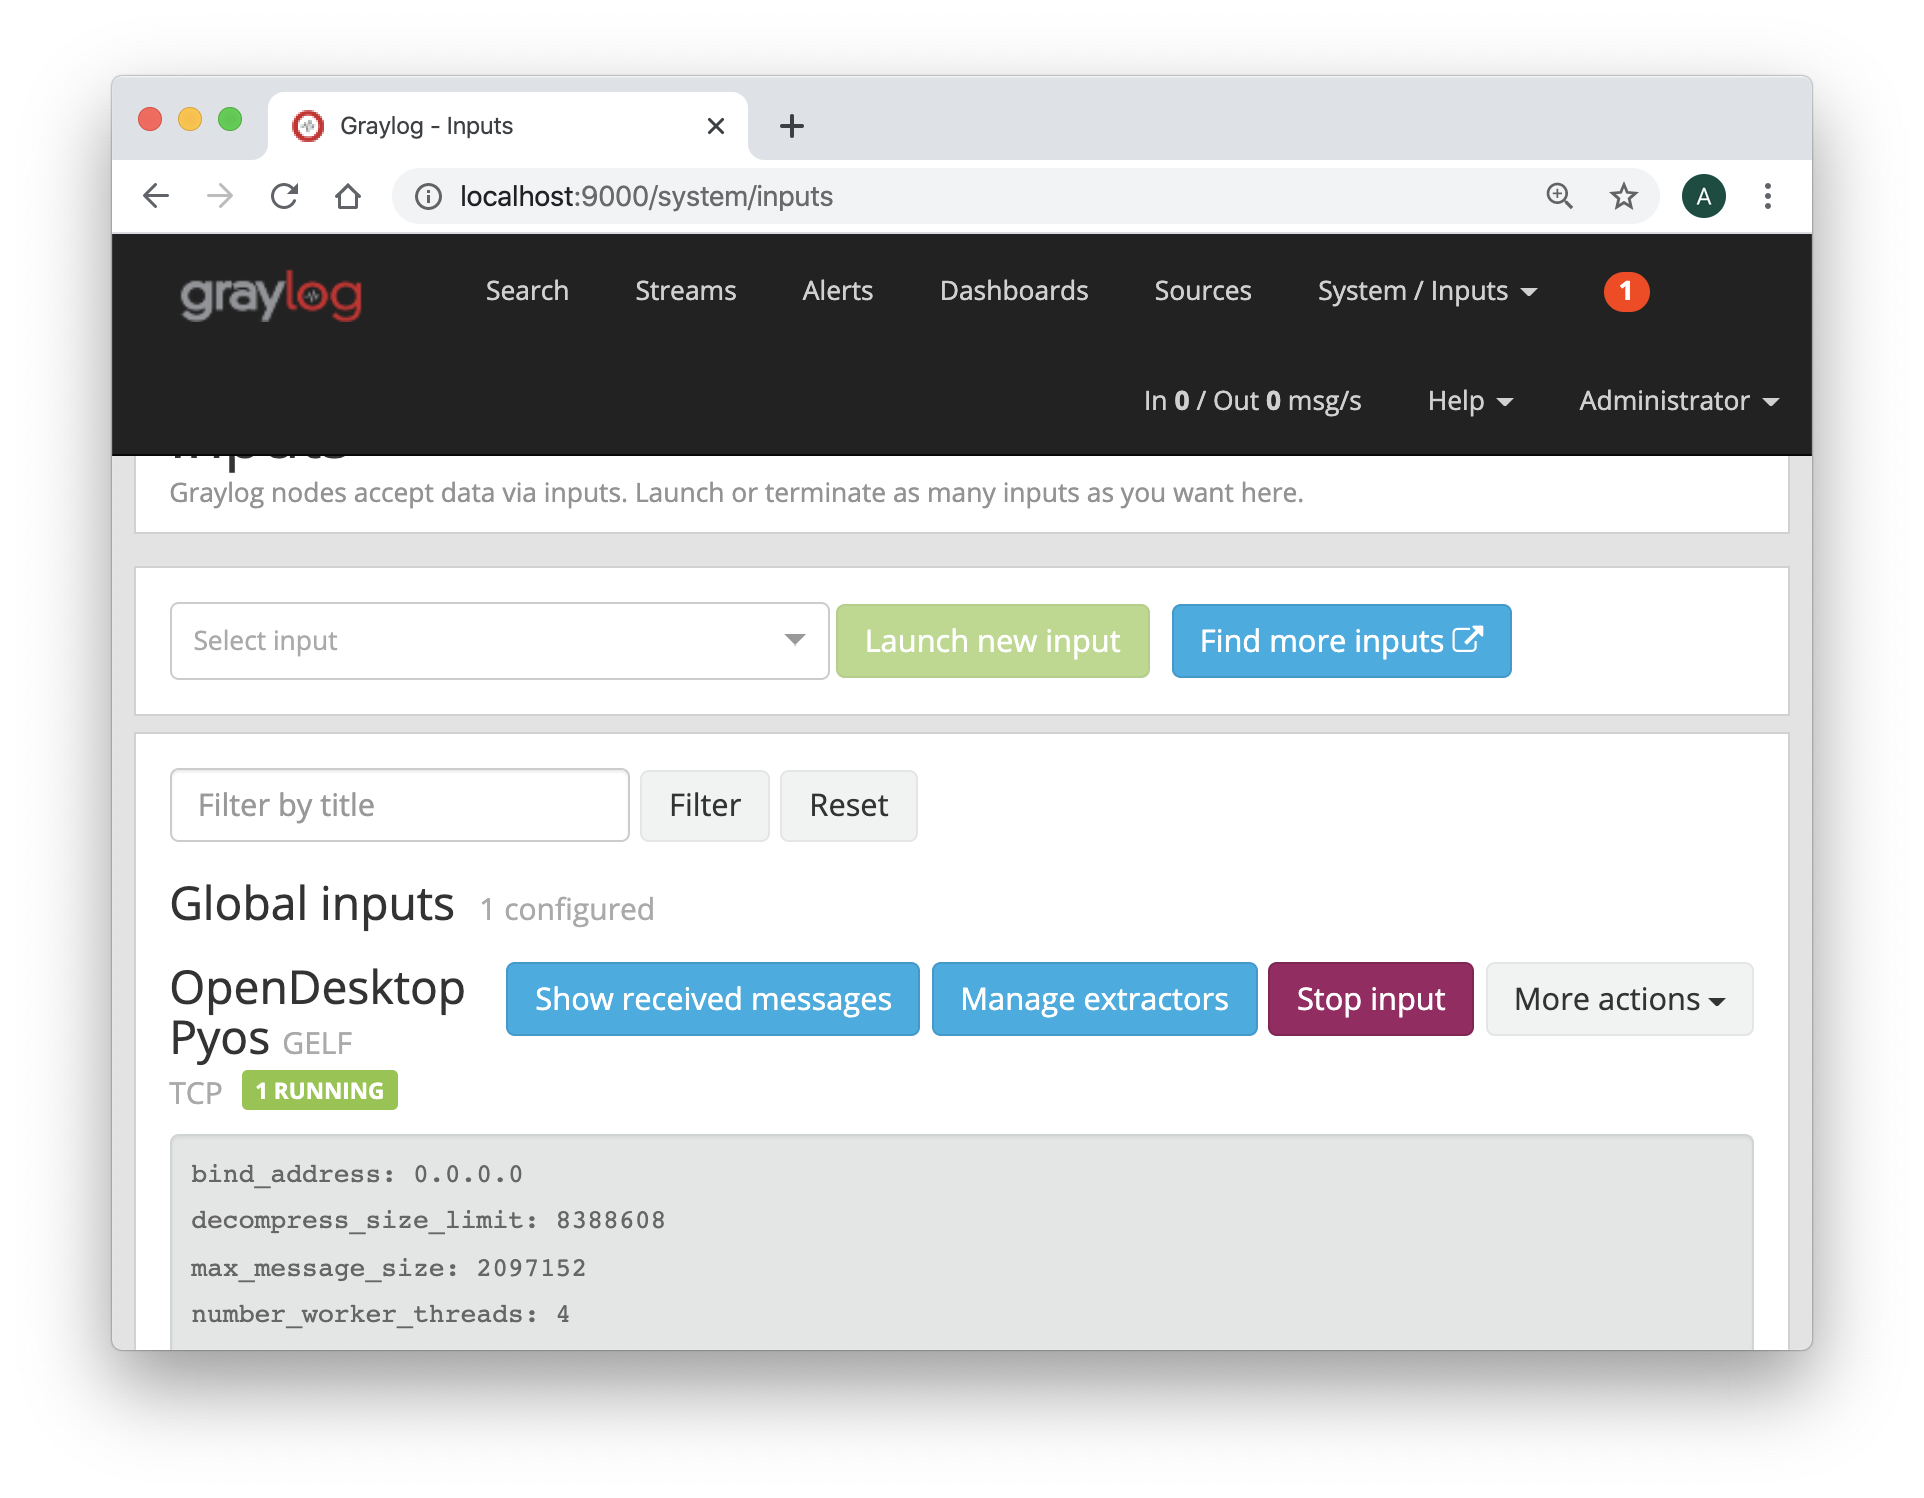 Graylog - Inputs
localhost:9000/system/inputs
A
graylog
Search Streams Alerts Dashboards Sources System / Inputs 1
In 0 / Out 0 msg/s Help Administrator
Inputs
Graylog nodes accept data via inputs. Launch or terminate as many inputs as you want here.
Select input Launch new input Find more inputs
Filter by title Filter Reset
Global inputs 1 configured
OpenDesktop Show received messages Manage extractors Stop input More actions
Pyos GELF
TCP 1 RUNNING
bind_address: 0.0.0.0
decompress_size_limit: 8388608
max_message_size: 2097152
number_worker_threads: 4